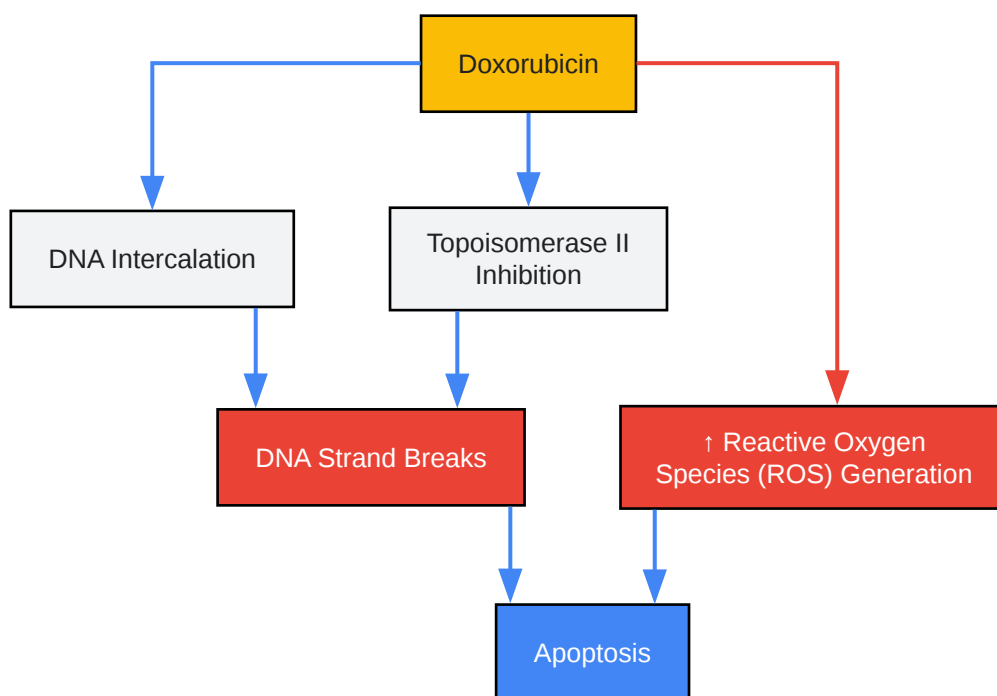 Doxorubicin
DNA Intercalation
Topoisomerase II
Inhibition
DNA Strand Breaks
↑ Reactive Oxygen
Species (ROS) Generation
Apoptosis